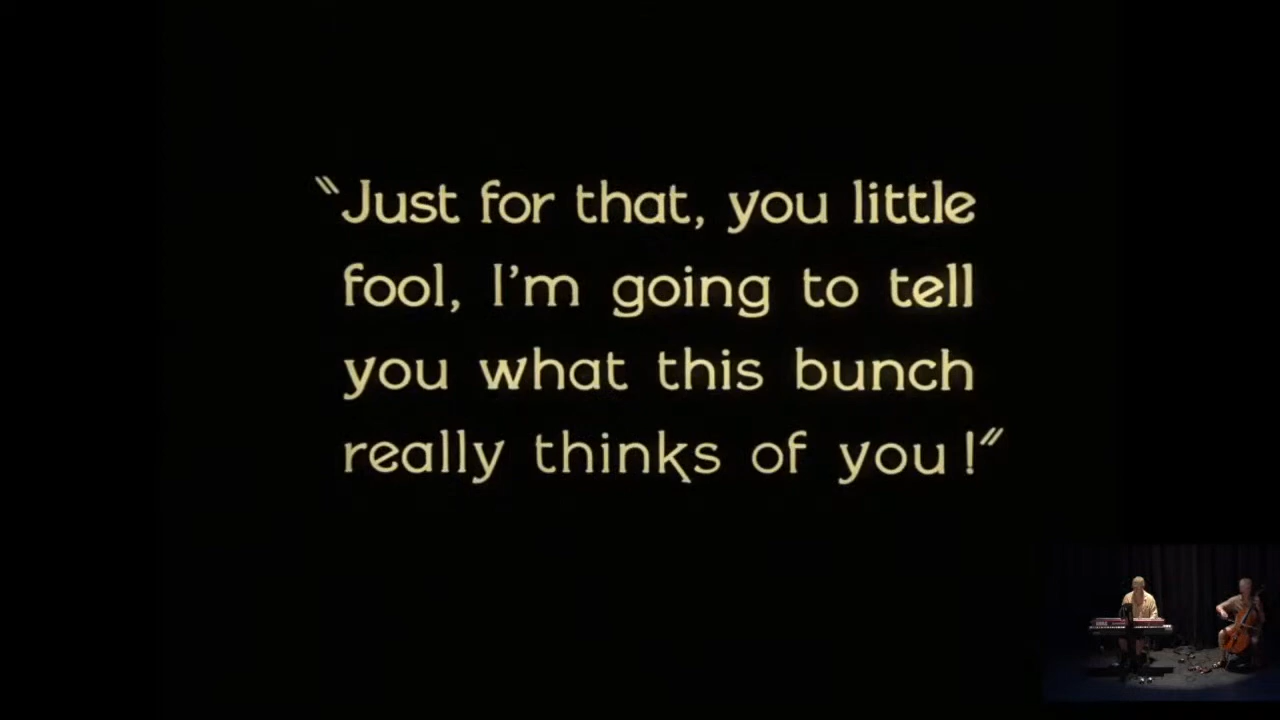 "Just for that, you little
fool, I'm going to tell
you what this bunch
really thinks of you!"